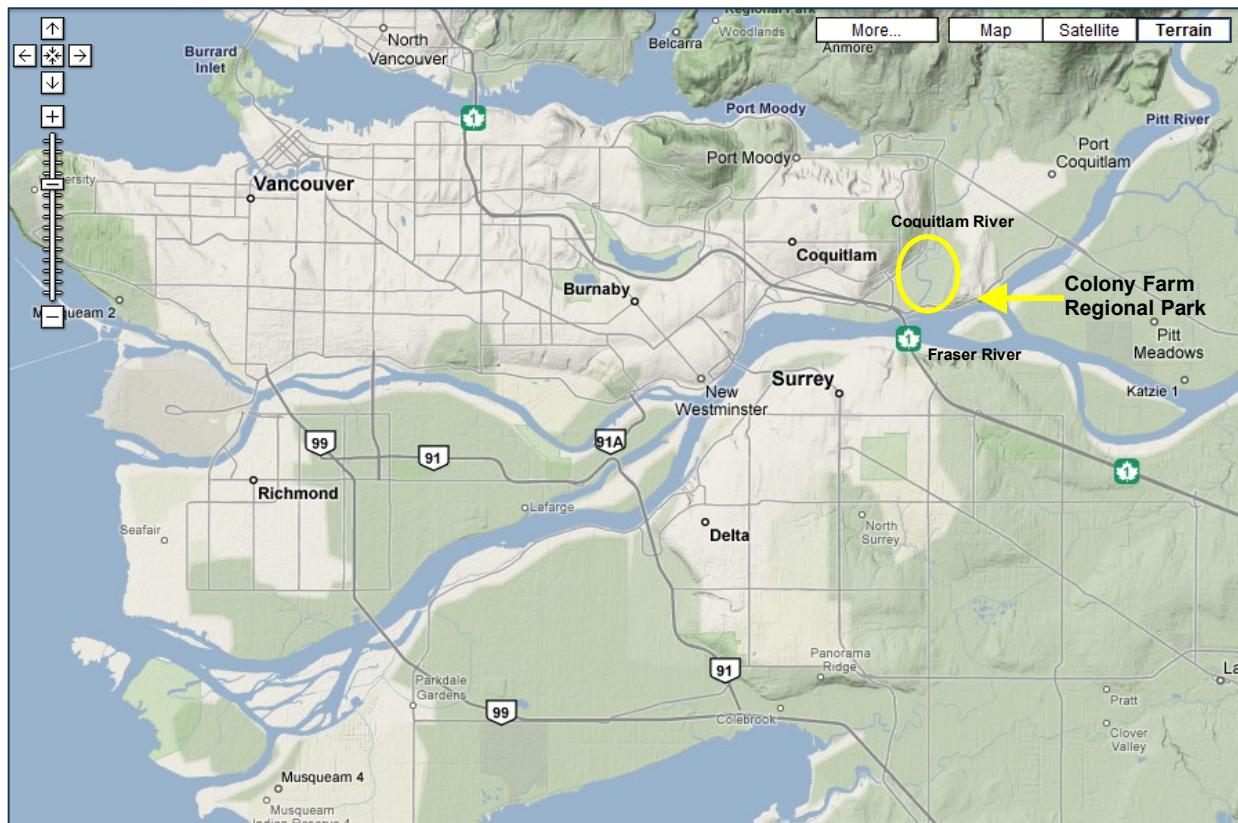 Regional Park
Woodlands
More...
Map
Satellite
Terrain
North
Vancouver
Belcarra
Anmore
Burrard
Inlet
1
Port Moody
Pitt River
Port
Coquitlam
Port Moody
Vancouver
Coquitlam River
Coquitlam
Burnaby
Colony Farm
Regional Park
1
Fraser River
Pitt
Meadows
Katzie 1
Surrey
New
Westminster
99
91
91A
1
Richmond
Lafarge
Seafair
Delta
North
Surrey
Panorama
Ridge
91
Parkdale
Gardens
99
Colebrook
Pratt
Clover
Valley
Musqueam 4
Musqueam